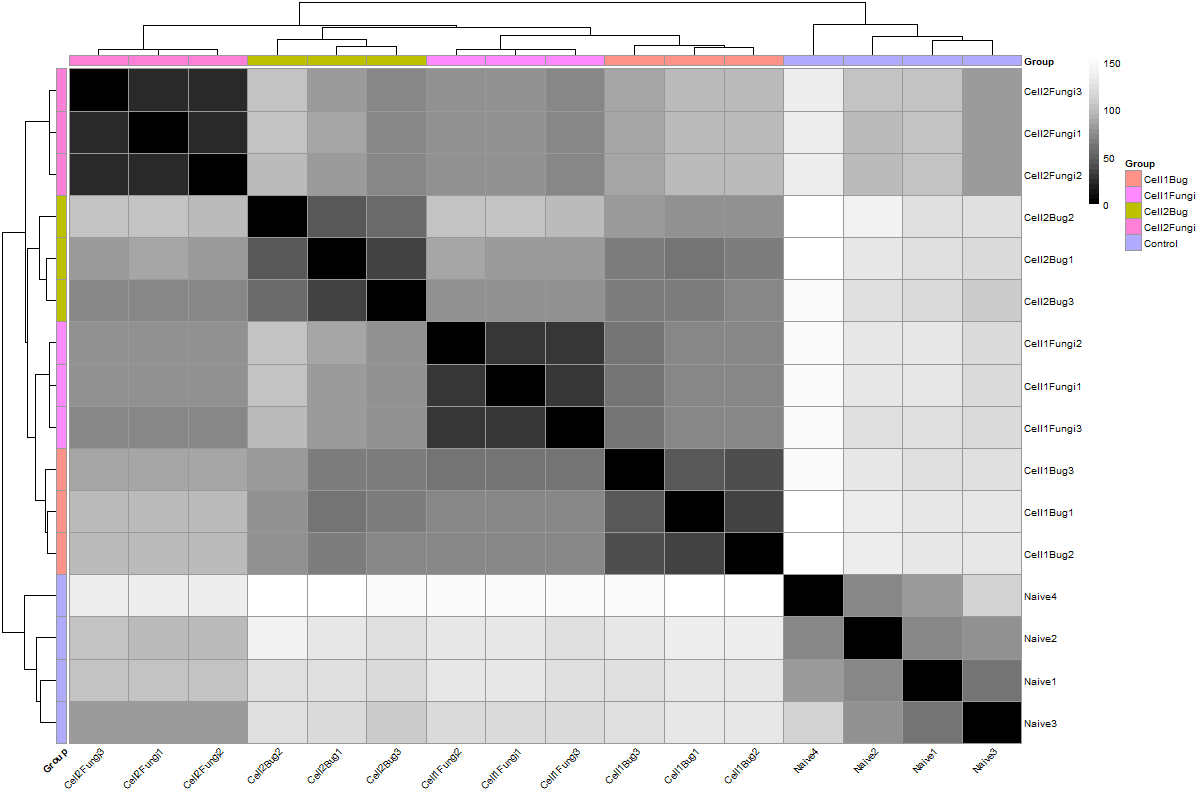 Group
150
100
50
0
Group
Cell1Bug
Cell1Fungi
Cell2Bug
Cell2Fungi
Control
Cell2Fungi3
Cell2Fungi1
Cell2Fungi2
Cell2Bug2
Cell2Bug1
Cell2Bug3
Cell1Fungi2
Cell1Fungi1
Cell1Fungi3
Cell1Bug3
Cell1Bug1
Cell1Bug2
Naive4
Naive2
Naive1
Naive3
Group
Cell2Fungi3
Cell2Fungi1
Cell2Fungi2
Cell2Bug2
Cell2Bug1
Cell2Bug3
Cell1Fungi2
Cell1Fungi1
Cell1Fungi3
Cell1Bug3
Cell1Bug1
Cell1Bug2
Naive4
Naive2
Naive1
Naive3